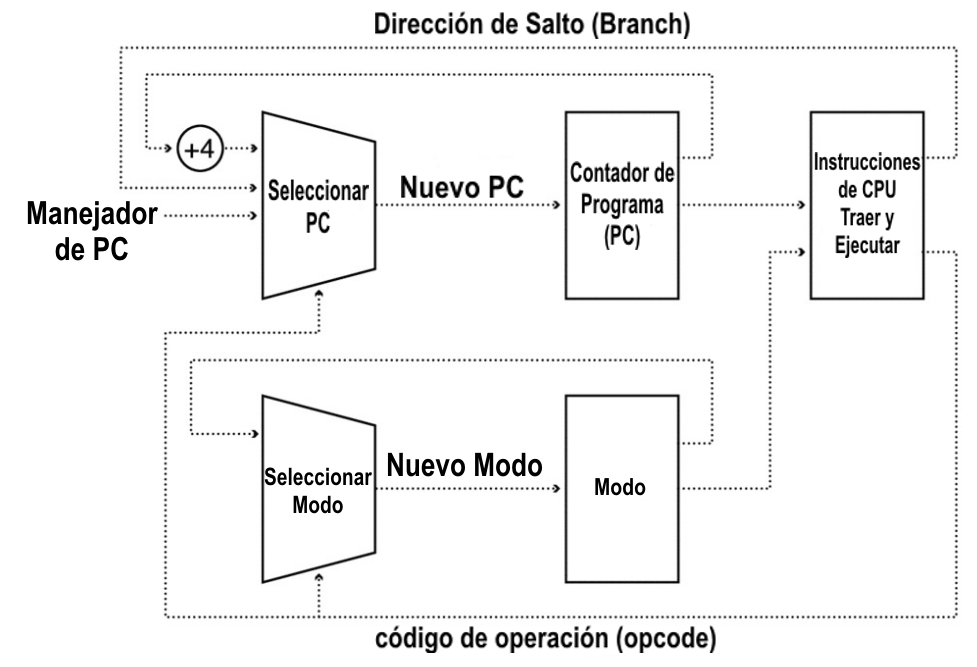 Dirección de Salto (Branch)
+4
Seleccionar
PC
Manejador
de PC
Nuevo PC
Contador de
Programa
(PC)
Instrucciones
de CPU
Traer y
Ejecutar
Seleccionar
Modo
Nuevo Modo
Modo
código de operación (opcode)